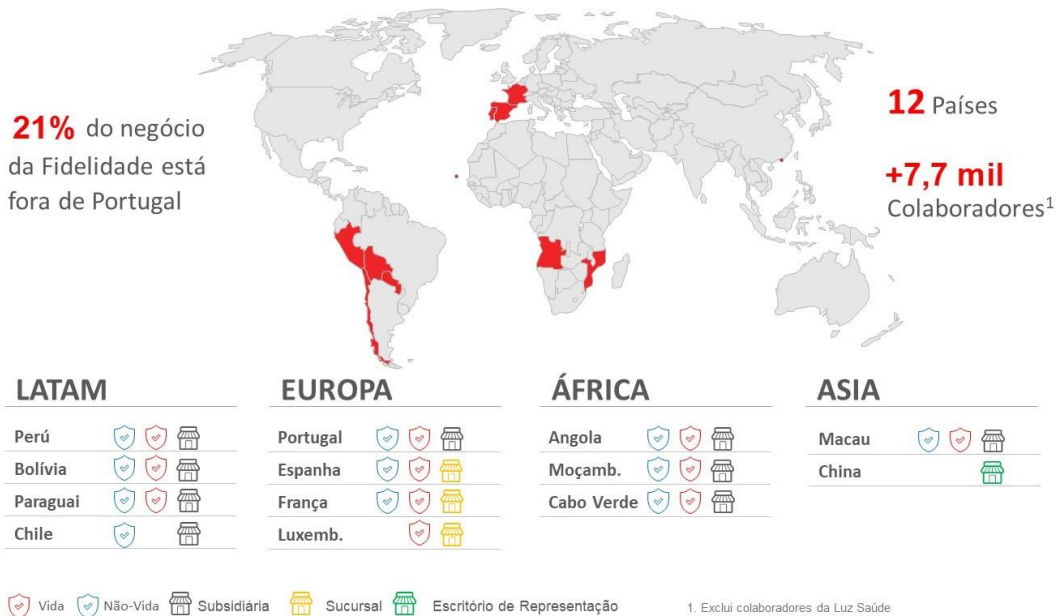 21% do negócio
da Fidelidade está
fora de Portugal
12 Países
+7,7 mil
Colaboradores¹
LATAM
Perú
Bolívia
Paraguai
Chile
EUROPA
Portugal
Espanha
França
Luxemb.
ÁFRICA
Angola
Moçamb.
Cabo Verde
ASIA
Macau
China
Vida Não-Vida Subsidiária Sucursal Escritório de Representação
1. Exclui colaboradores da Luz Saúde